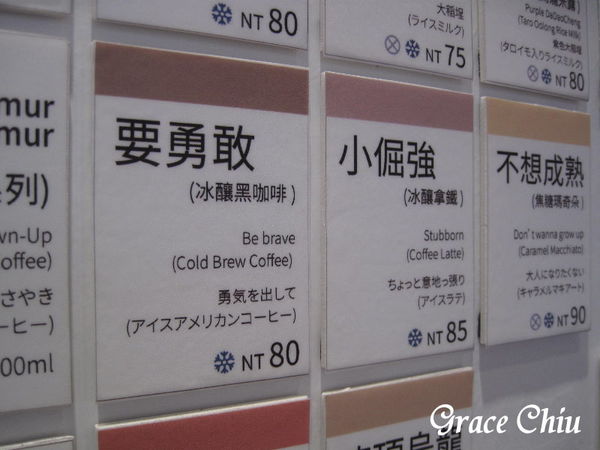 NT 80
大稻埕
(ライスミルク)
NT 75
Purple DaDaoCheng
(Taro Oolong Rice Milk)
紫色大稻埕
(タロイモ入りライスミルク)
NT 80
mur
mur
列)
wn-Up
offee)
さやき
ーヒー)
00ml
要勇敢
(冰釀黑咖啡)
Be brave
(Cold Brew Coffee)
勇気を出して
(アイスアメリカンコーヒー)
NT 80
小倔強
(冰釀拿鐵)
Stubborn
(Coffee Latte)
ちょっと意地っ張り
(アイスラテ)
NT 85
不想成熟
(焦糖瑪奇朵)
Don't wanna grow up
(Caramel Macchiato)
大人になりたくない
(キャラメルマキアート)
NT 90
Grace Chiu